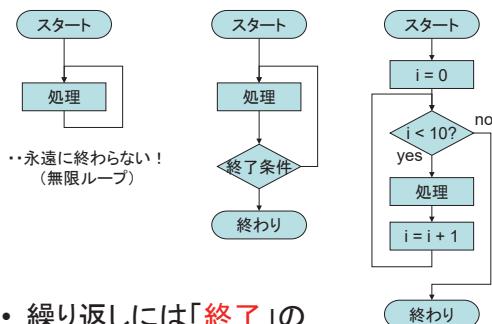 スタート
処理
‥永遠に終わらない！
（無限ループ）
スタート
処理
終了条件
終わり
スタート
i = 0
i < 10?
no
yes
処理
i = i + 1
終わり
• 繰り返しには「終了」の